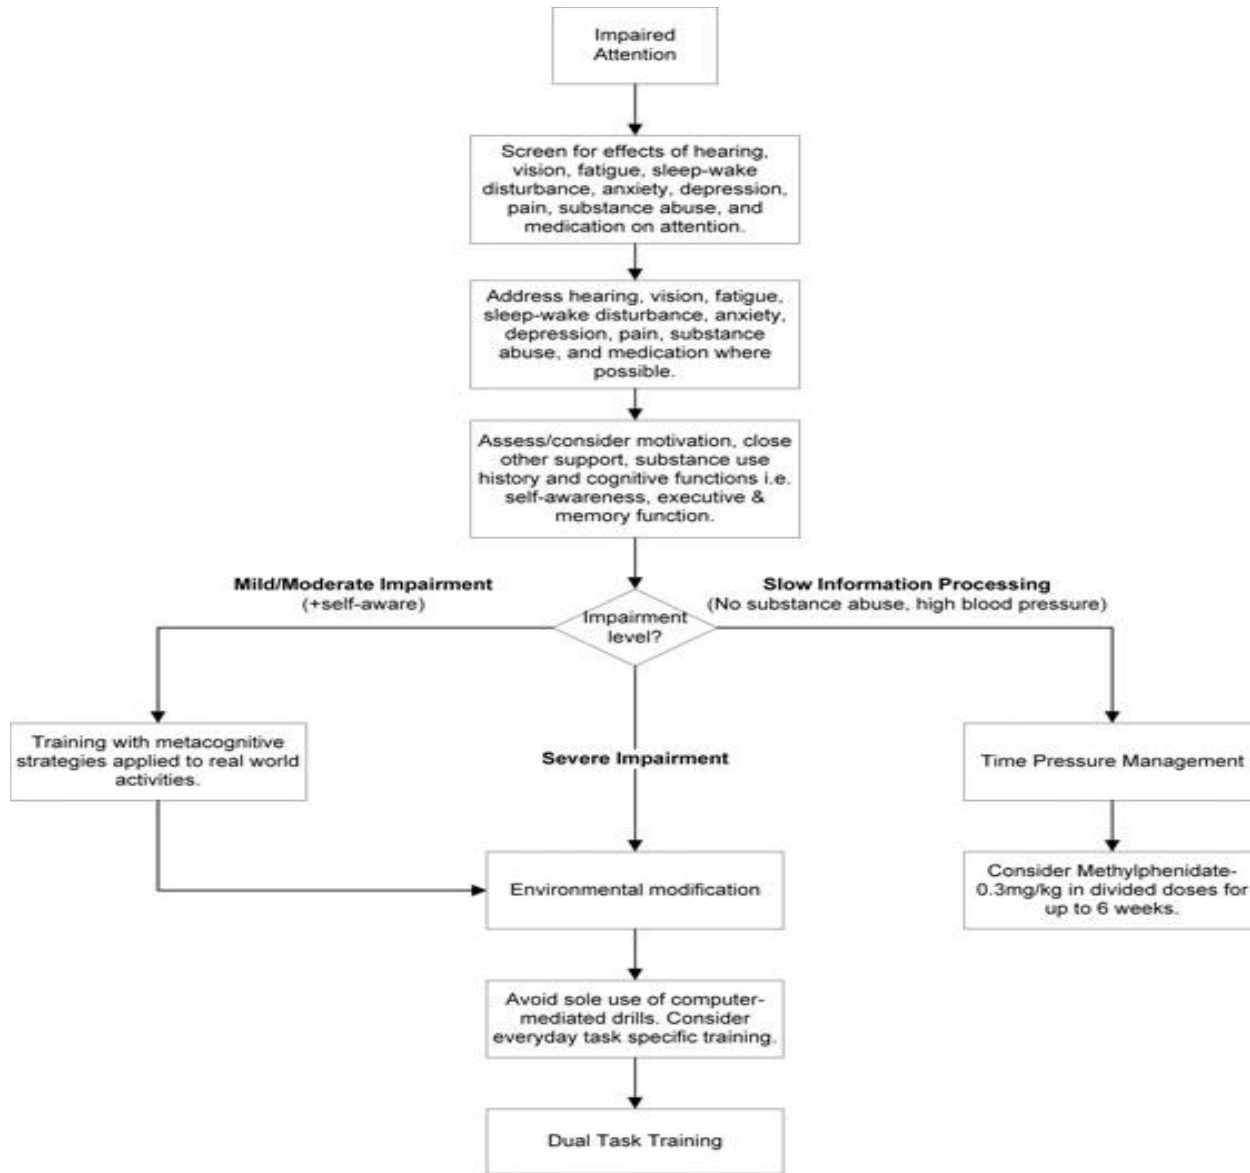 Impaired
Attention
Screen for effects of hearing,
vision, fatigue, sleep-wake
disturbance, anxiety, depression,
pain, substance abuse, and
medication on attention.
Address hearing, vision, fatigue,
sleep-wake disturbance, anxiety,
depression, pain, substance
abuse, and medication where
possible.
Assess/consider motivation, close
other support, substance use
history and cognitive functions i.e.
self-awareness, executive &
memory function.
Mild/Moderate Impairment
(+self-aware)
Slow Information Processing
(No substance abuse, high blood pressure)
Impairment
level?
Training with metacognitive
strategies applied to real world
activities.
Severe Impairment
Time Pressure Management
Environmental modification
Consider Methylphenidate-
0.3mg/kg in divided doses for
up to 6 weeks.
Avoid sole use of computer-
mediated drills. Consider
everyday task specific training.
Dual Task Training